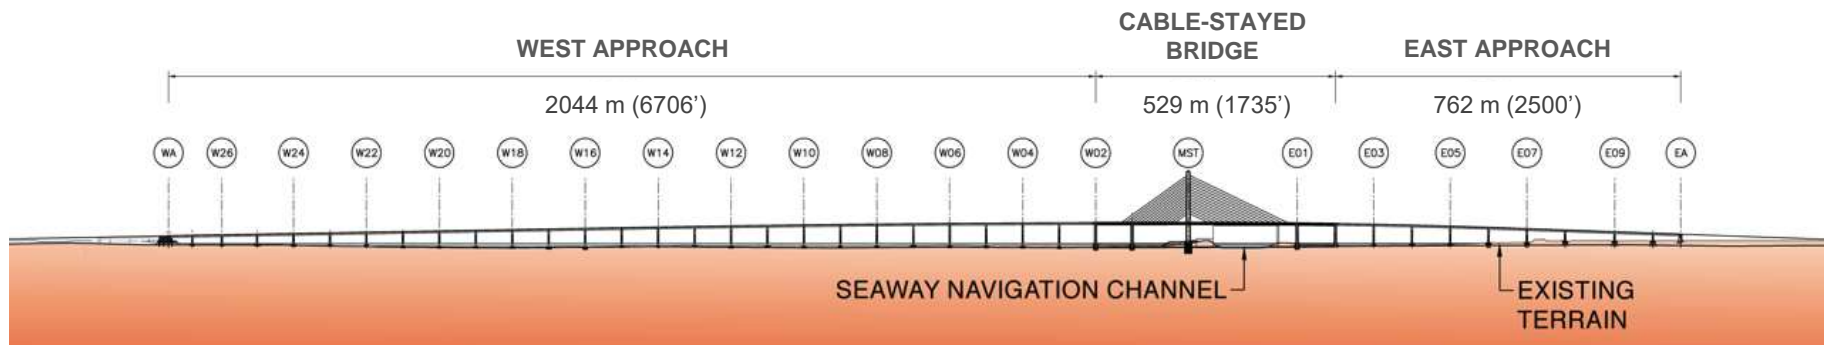 WEST APPROACH
CABLE-STAYED
BRIDGE
EAST APPROACH
2044 m (6706’)
529 m (1735’)
762 m (2500’)
WA W26 W24 W22 W20 W18 W16 W14 W12 W10 W08 W06 W04 W02 MST E01 E03 E05 E07 E09 EA
SEAWAY NAVIGATION CHANNEL
EXISTING
TERRAIN